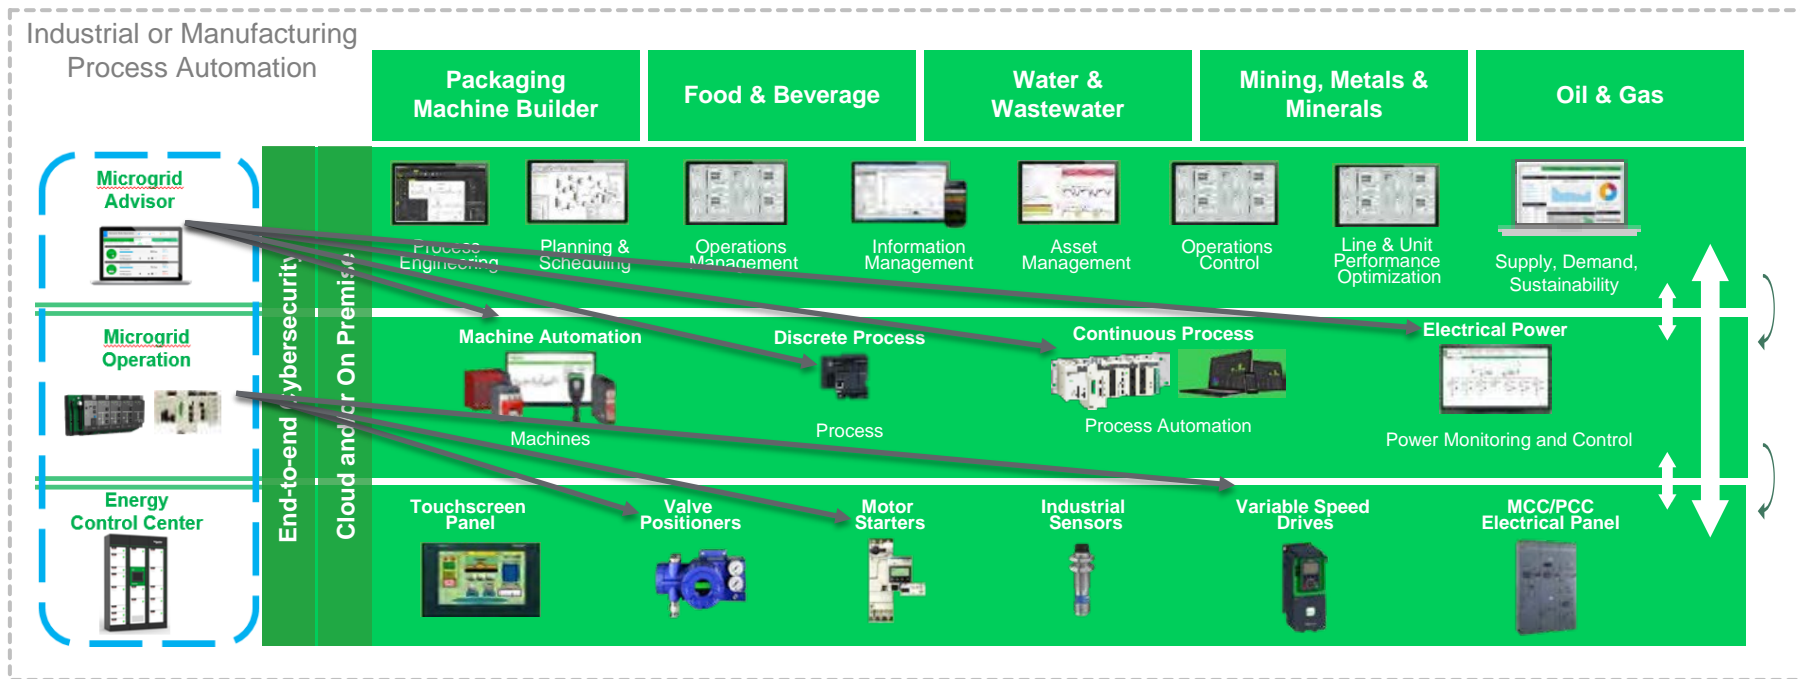 Industrial or Manufacturing
Process Automation
Packaging
Machine Builder
Food & Beverage
Water &
Wastewater
Mining, Metals &
Minerals
Oil & Gas
Microgrid
Advisor
Microgrid
Operation
Energy
Control Center
End-to-end Cybersecurity
Cloud and/or On Premise
Process
Engineering
Planning &
Scheduling
Operations
Management
Information
Management
Asset
Management
Operations
Control
Line & Unit
Performance
Optimization
Supply, Demand,
Sustainability
Machine Automation
Machines
Discrete Process
Process
Continuous Process
Process Automation
Electrical Power
Power Monitoring and Control
Touchscreen
Panel
Valve
Positioners
Motor
Starters
Industrial
Sensors
Variable Speed
Drives
MCC/PCC
Electrical Panel